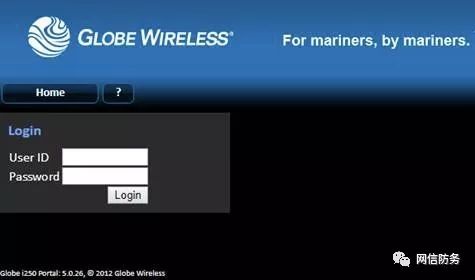 GLOBE WIRELESS®
For mariners, by mariners.
Home ?
Login
User ID
Password
Login
Globe i250 Portal: 5.0.26, © 2012 Globe Wireless
网信防务